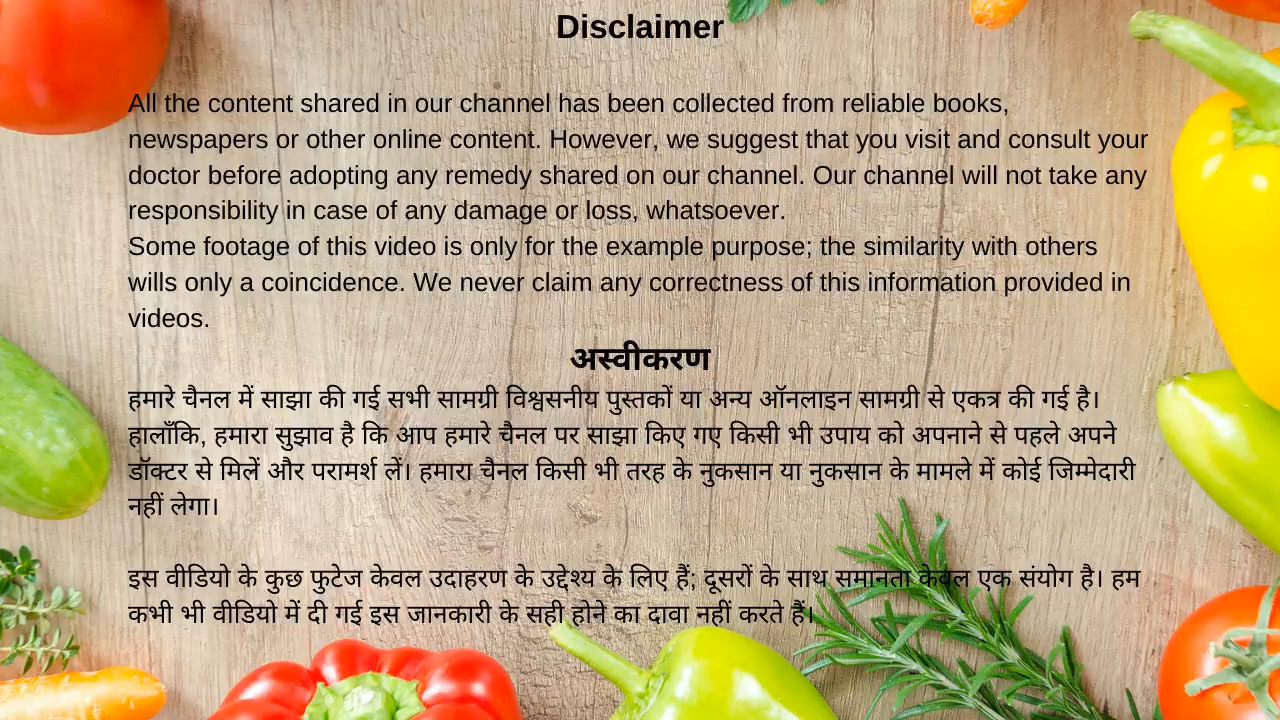 Disclaimer
All the content shared in our channel has been collected from reliable books,
newspapers or other online content. However, we suggest that you visit and consult your
doctor before adopting any remedy shared on our channel. Our channel will not take any
responsibility in case of any damage or loss, whatsoever.
Some footage of this video is only for the example purpose; the similarity with others
wills only a coincidence. We never claim any correctness of this information provided in
videos.
अस्वीकरण
हमारे चैनल में साझा की गई सभी सामग्री विश्वसनीय पुस्तकों या अन्य ऑनलाइन सामग्री से एकत्र की गई है।
हालाँकि, हमारा सुझाव है कि आप हमारे चैनल पर साझा किए गए किसी भी उपाय को अपनाने से पहले अपने
डॉक्टर से मिलें और परामर्श लें। हमारा चैनल किसी भी तरह के नुकसान या नुकसान के मामले में कोई जिम्मेदारी
नहीं लेगा।
इस वीडियो के कुछ फुटेज केवल उदाहरण के उद्देश्य के लिए हैं; दूसरों के साथ समानता केवल एक संयोग है। हम
कभी भी वीडियो में दी गई इस जानकारी के सही होने का दावा नहीं करते हैं।